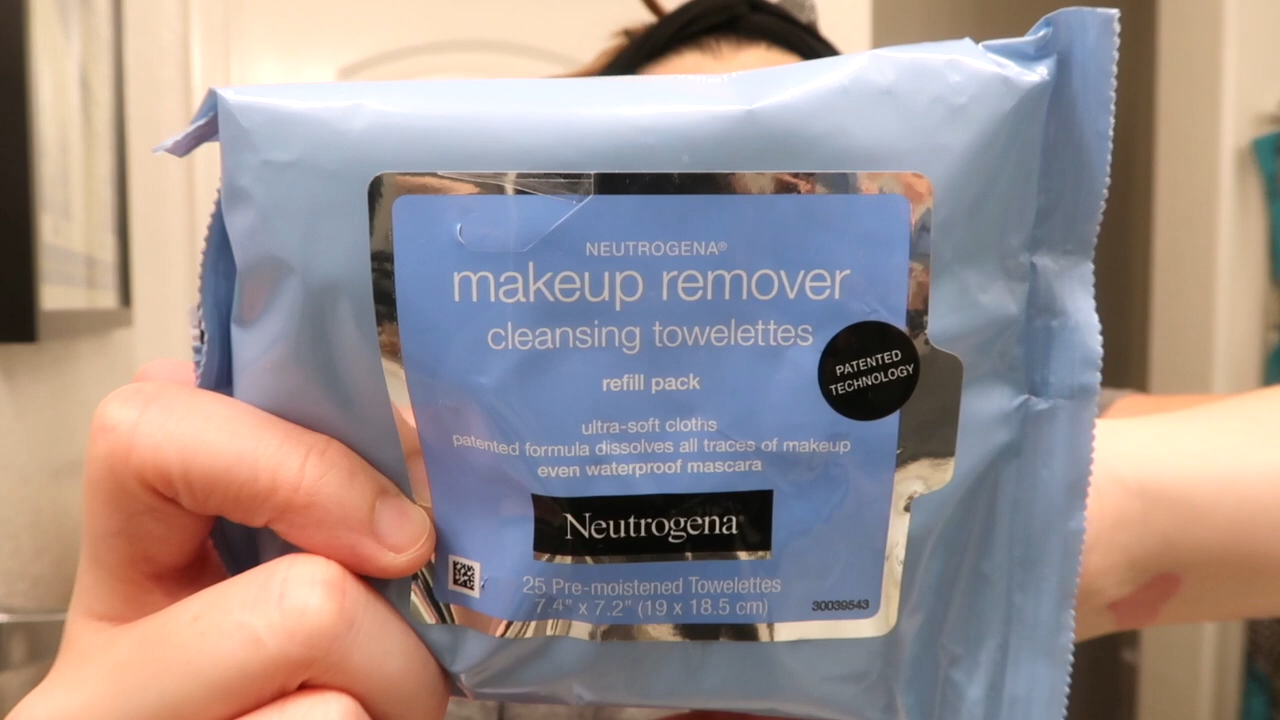 NEUTROGENA®
makeup remover
cleansing towelettes
PATENTED
TECHNOLOGY
refill pack
ultra-soft cloths
patented formula dissolves all traces of makeup
even waterproof mascara
Neutrogena
25 Pre-moistened Towelettes
7.4" x 7.2" (19 x 18.5 cm)
30039543